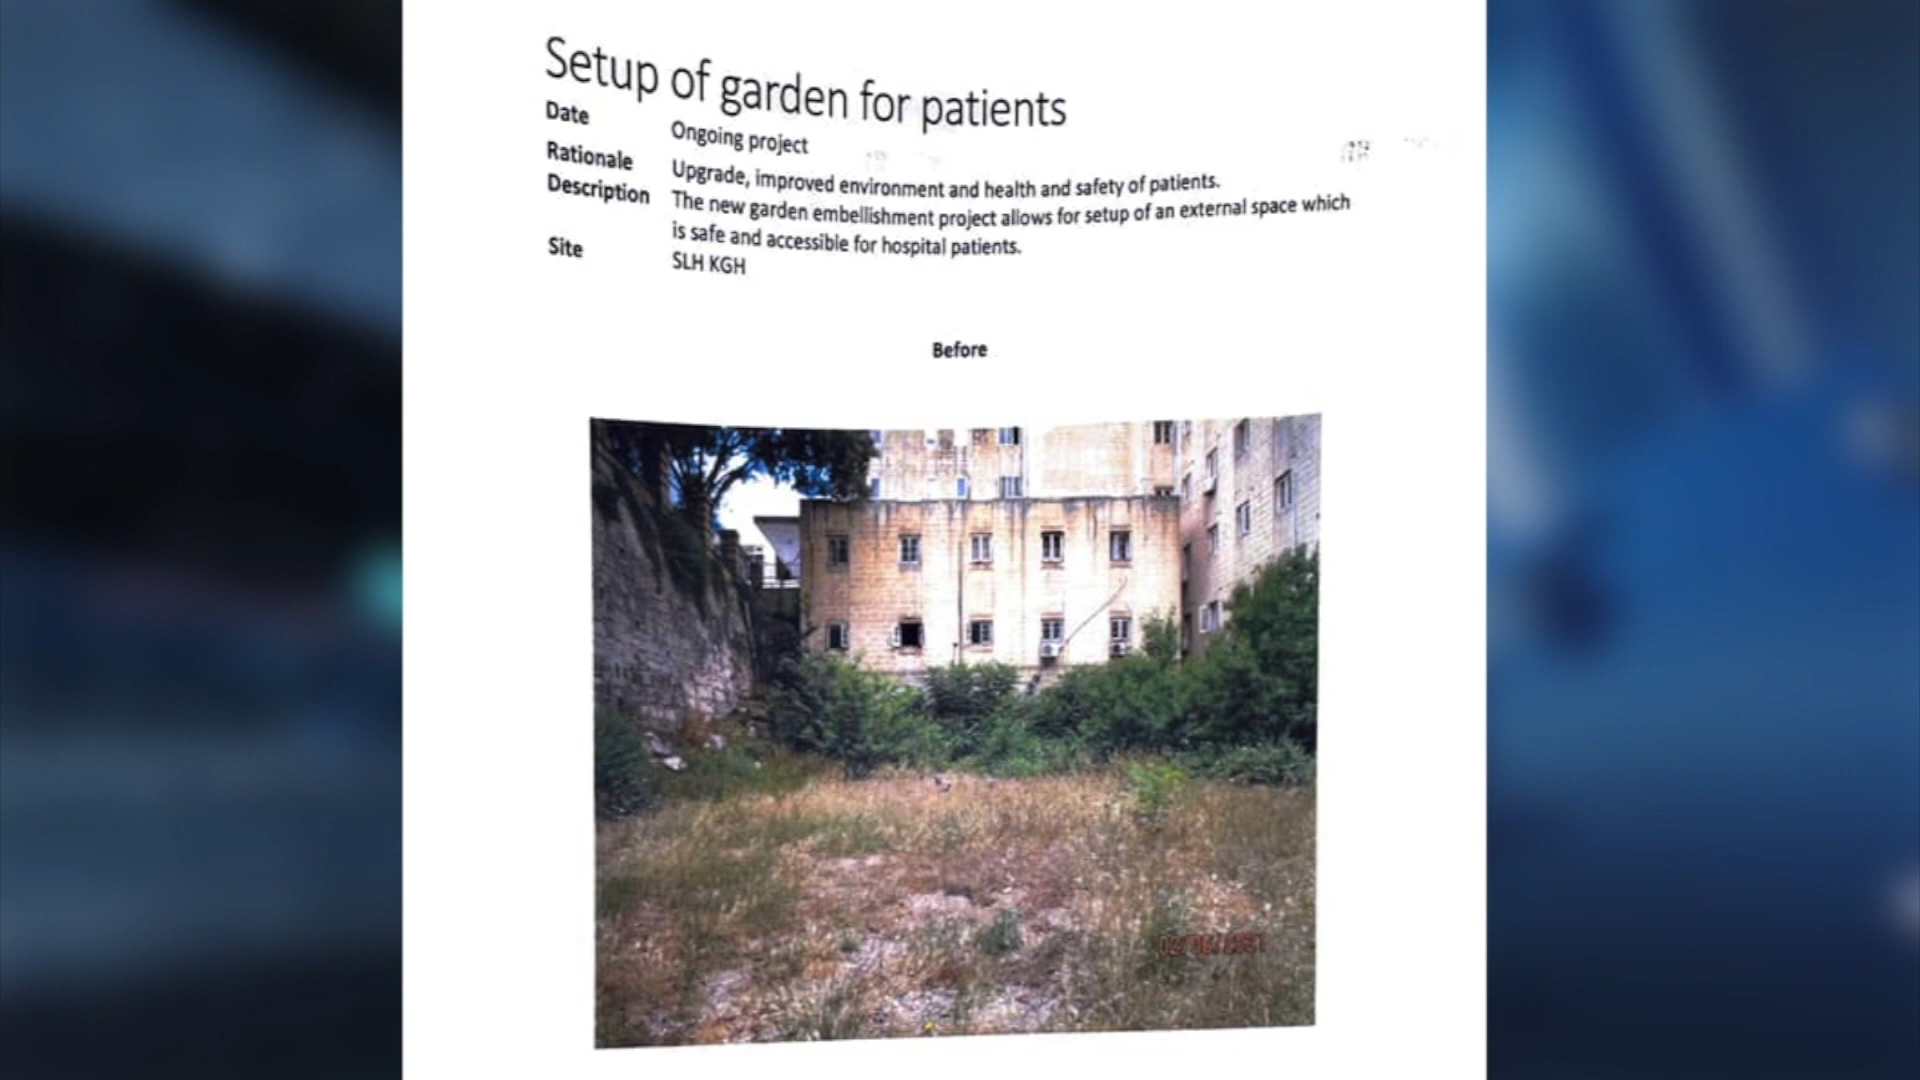 Setup of garden for patients
Date Ongoing project
Rationale Upgrade, improved environment and health and safety of patients.
Description The new garden embellishment project allows for setup of an external space which
is safe and accessible for hospital patients.
Site SLH KGH
Before